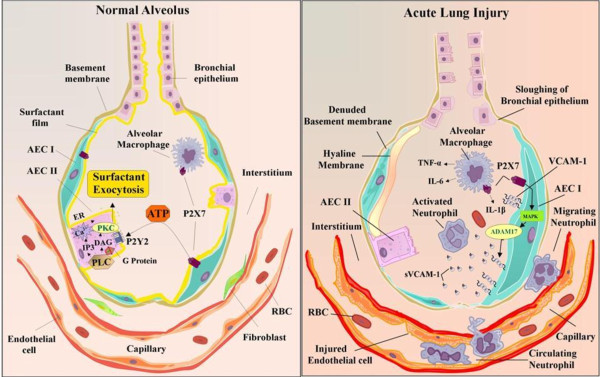 Normal Alveolus
Basement
membrane
Bronchial
epithelium
Surfactant
film
Alveolar
Macrophage
AEC I
AEC II
Surfactant
Exocytosis
Interstitium
ER
Ca
PKC
ATP
P2X7
IP3
DAG
P2Y2
PLC
G Protein
RBC
Fibroblast
Endothelial
cell
Capillary
Acute Lung Injury
Sloughing of
Bronchial epithelium
Denuded
Basement membrane
Alveolar
Macrophage
Hyaline
Membrane
TNF-α
P2X7
VCAM-1
IL-6
AEC I
IL-1β
MAPK
AEC II
Activated
Neutrophil
Migrating
Neutrophil
ADAM17
Interstitium
sVCAM-1
RBC
Capillary
Injured
Endothelial cell
Circulating
Neutrophil